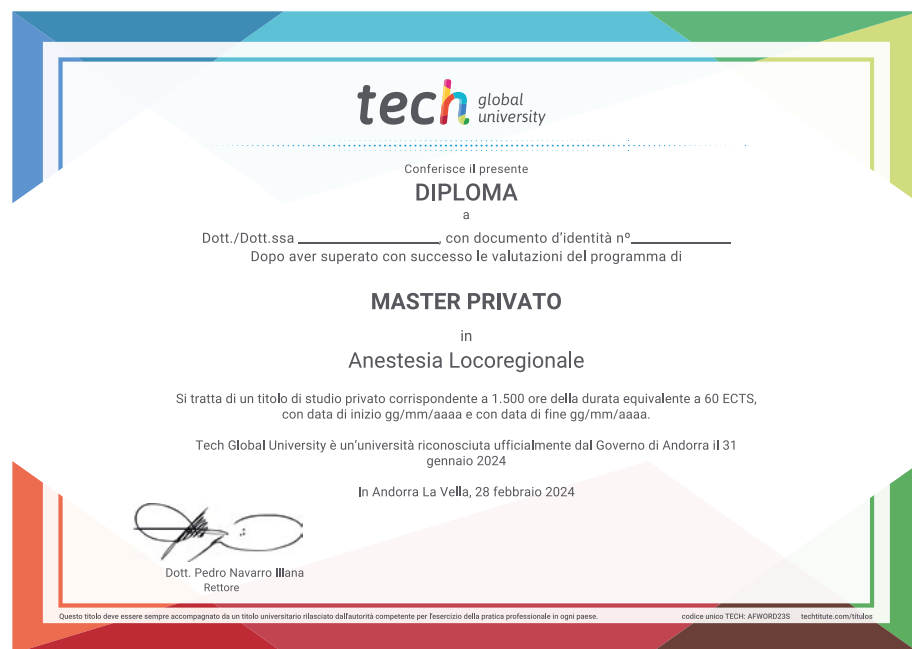 tech global
university
Conferisce il presente
DIPLOMA
a
Dott./Dott.ssa ____________________, con documento d'identità nº______________
Dopo aver superato con successo le valutazioni del programma di
MASTER PRIVATO
in
Anestesia Locoregionale
Si tratta di un titolo di studio privato corrispondente a 1.500 ore della durata equivalente a 60 ECTS,
con data di inizio gg/mm/aaaa e con data di fine gg/mm/aaaa.
Tech Global University è un'università riconosciuta ufficialmente dal Governo di Andorra il 31
gennaio 2024
In Andorra La Vella, 28 febbraio 2024
Dott. Pedro Navarro Illana
Rettore
Questo titolo deve essere sempre accompagnato da un titolo universitario rilasciato dall'autorità competente per l'esercizio della pratica professionale in ogni paese. codice unico TECH: AFWORD23S techtitute.com/titulos